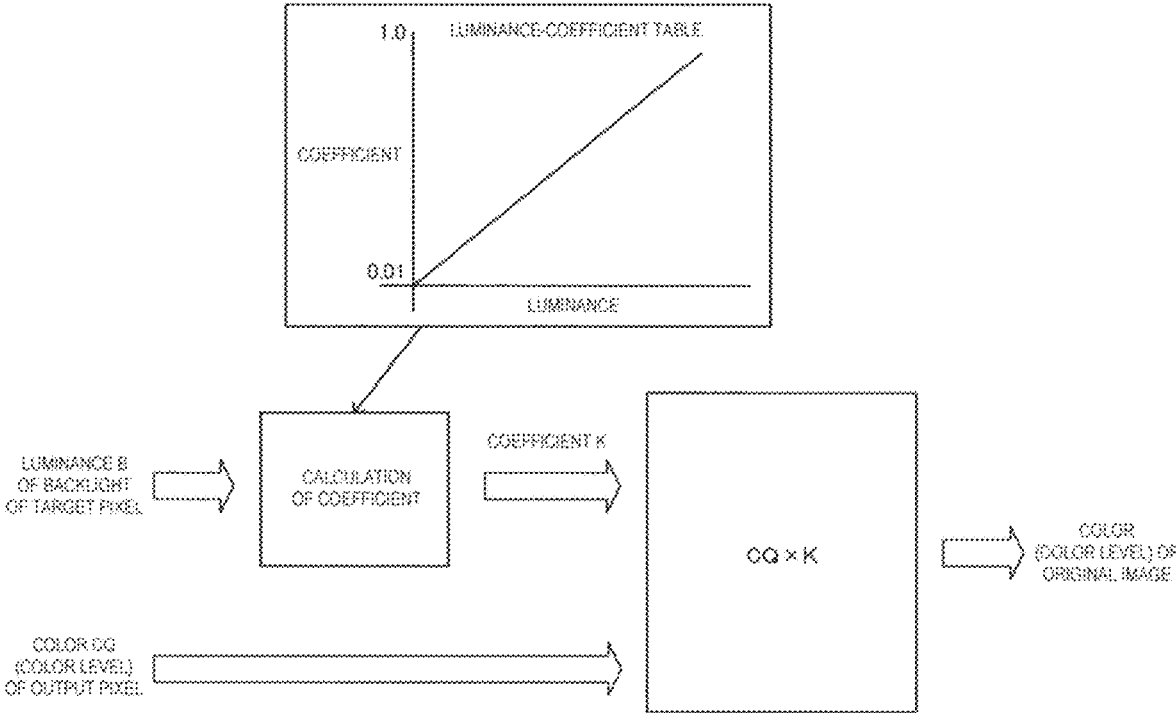 1.0
LUMINANCE-COEFFICIENT TABLE
COEFFICIENT
0.01
LUMINANCE
LUMINANCE B
OF BACKLIGHT
OF TARGET PIXEL
CALCULATION
OF COEFFICIENT
COEFFICIENT K
CQ × K
COLOR
(COLOR LEVEL) OF
ORIGINAL IMAGE
COLOR CQ
(COLOR LEVEL)
OF OUTPUT PIXEL